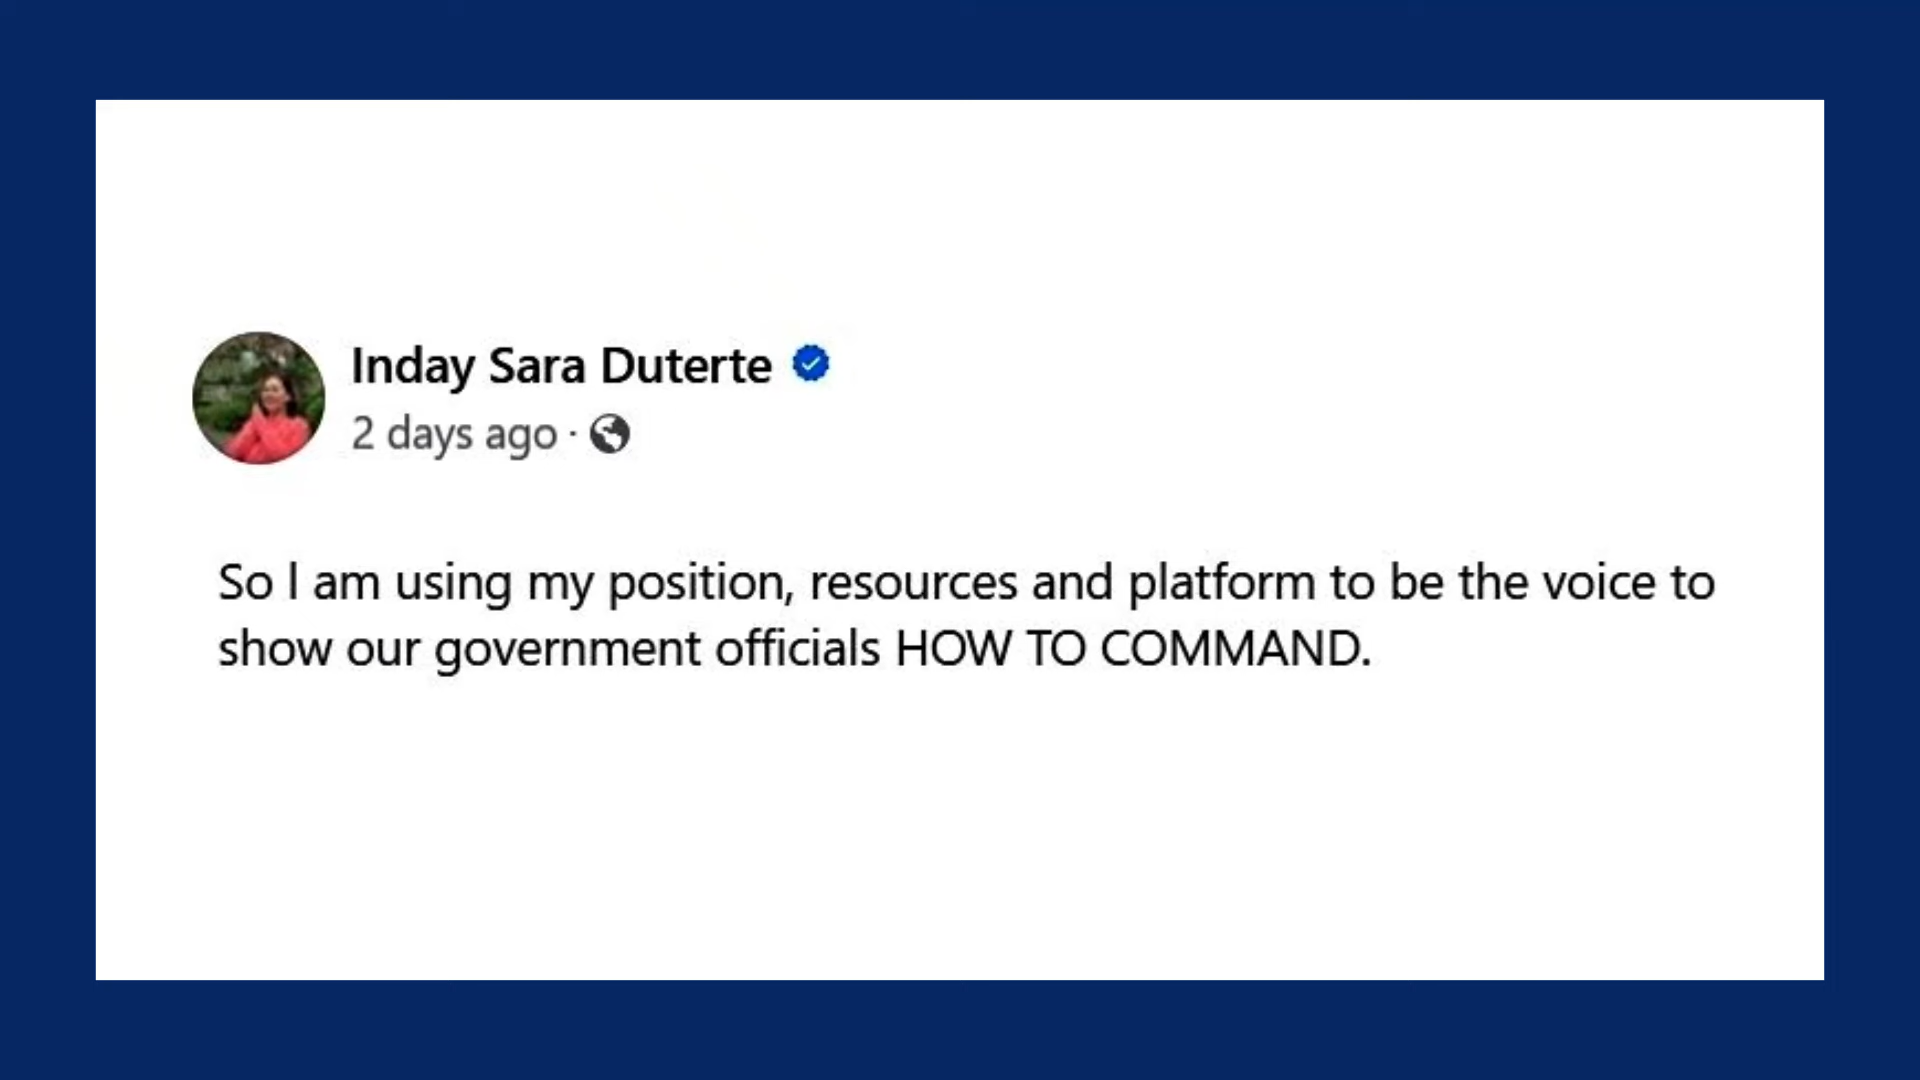 Inday Sara Duterte
2 days ago ·
So I am using my position, resources and platform to be the voice to
show our government officials HOW TO COMMAND.